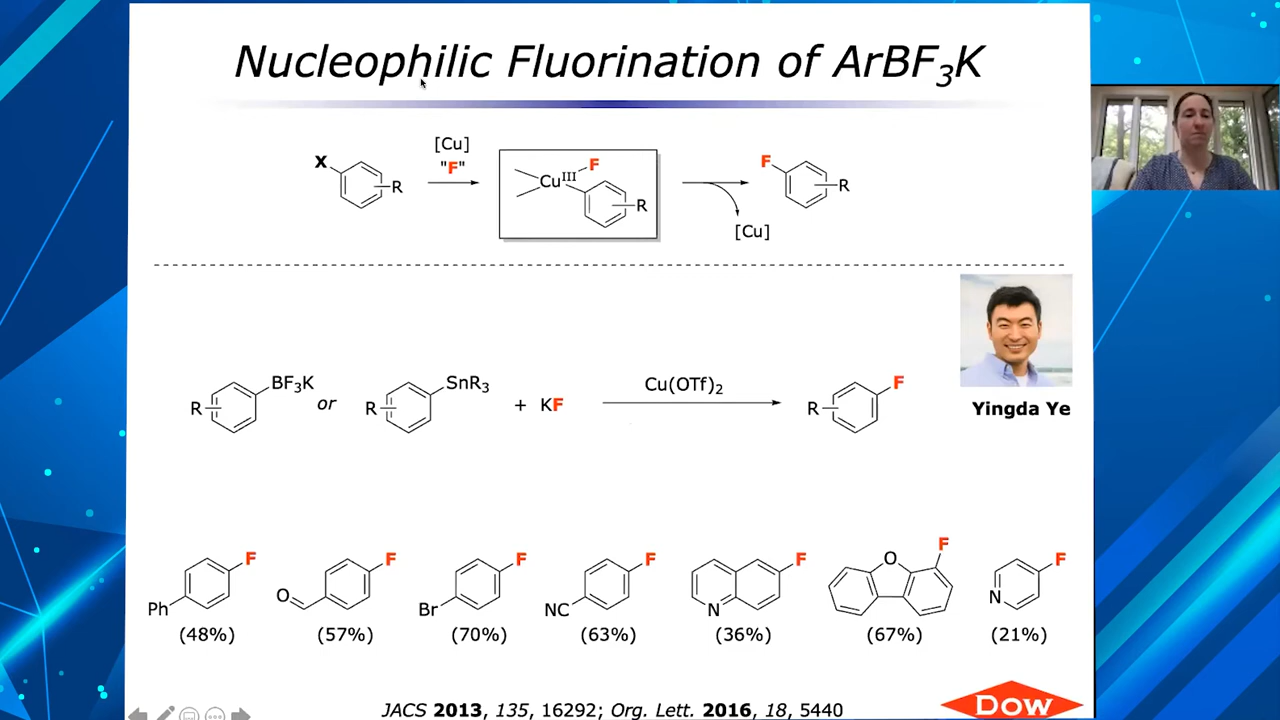 Nucleophilic Fluorination of ArBF3K
X
R
[Cu]
"F"
CuIII
F
R
F
R
[Cu]
BF3K
R
or
SnR3
R
+ KF
Cu(OTf)2
F
R
Yingda Ye
F
Ph
(48%)
F
O
(57%)
F
Br
(70%)
F
NC
(63%)
F
N
(36%)
F
O
(67%)
F
N
(21%)
JACS 2013, 135, 16292; Org. Lett. 2016, 18, 5440
DOW